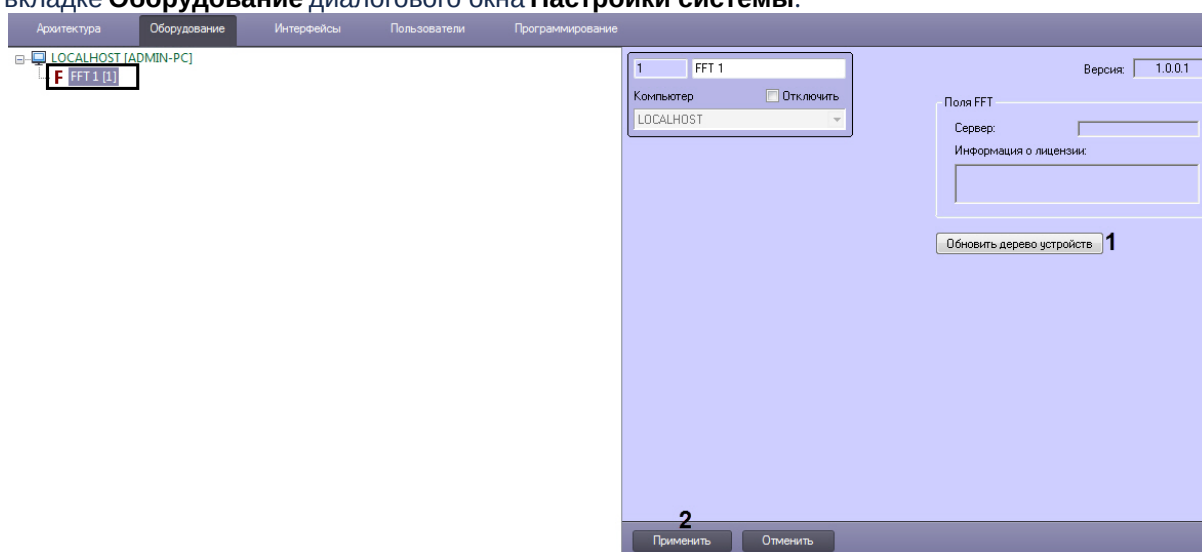 вкладке Оборудование диалогового окна Настройки системы.
Архитектура Оборудование Интерфейсы Пользователи Программирование
LOCALHOST [ADMIN-PC]
F FFT 1 [1]
1 FFT 1
Компьютер Отключить
LOCALHOST
Версия: 1.0.0.1
Поля FFT
Сервер:
Информация о лицензии:
Обновить дерево устройств 1
2
Применить Отменить